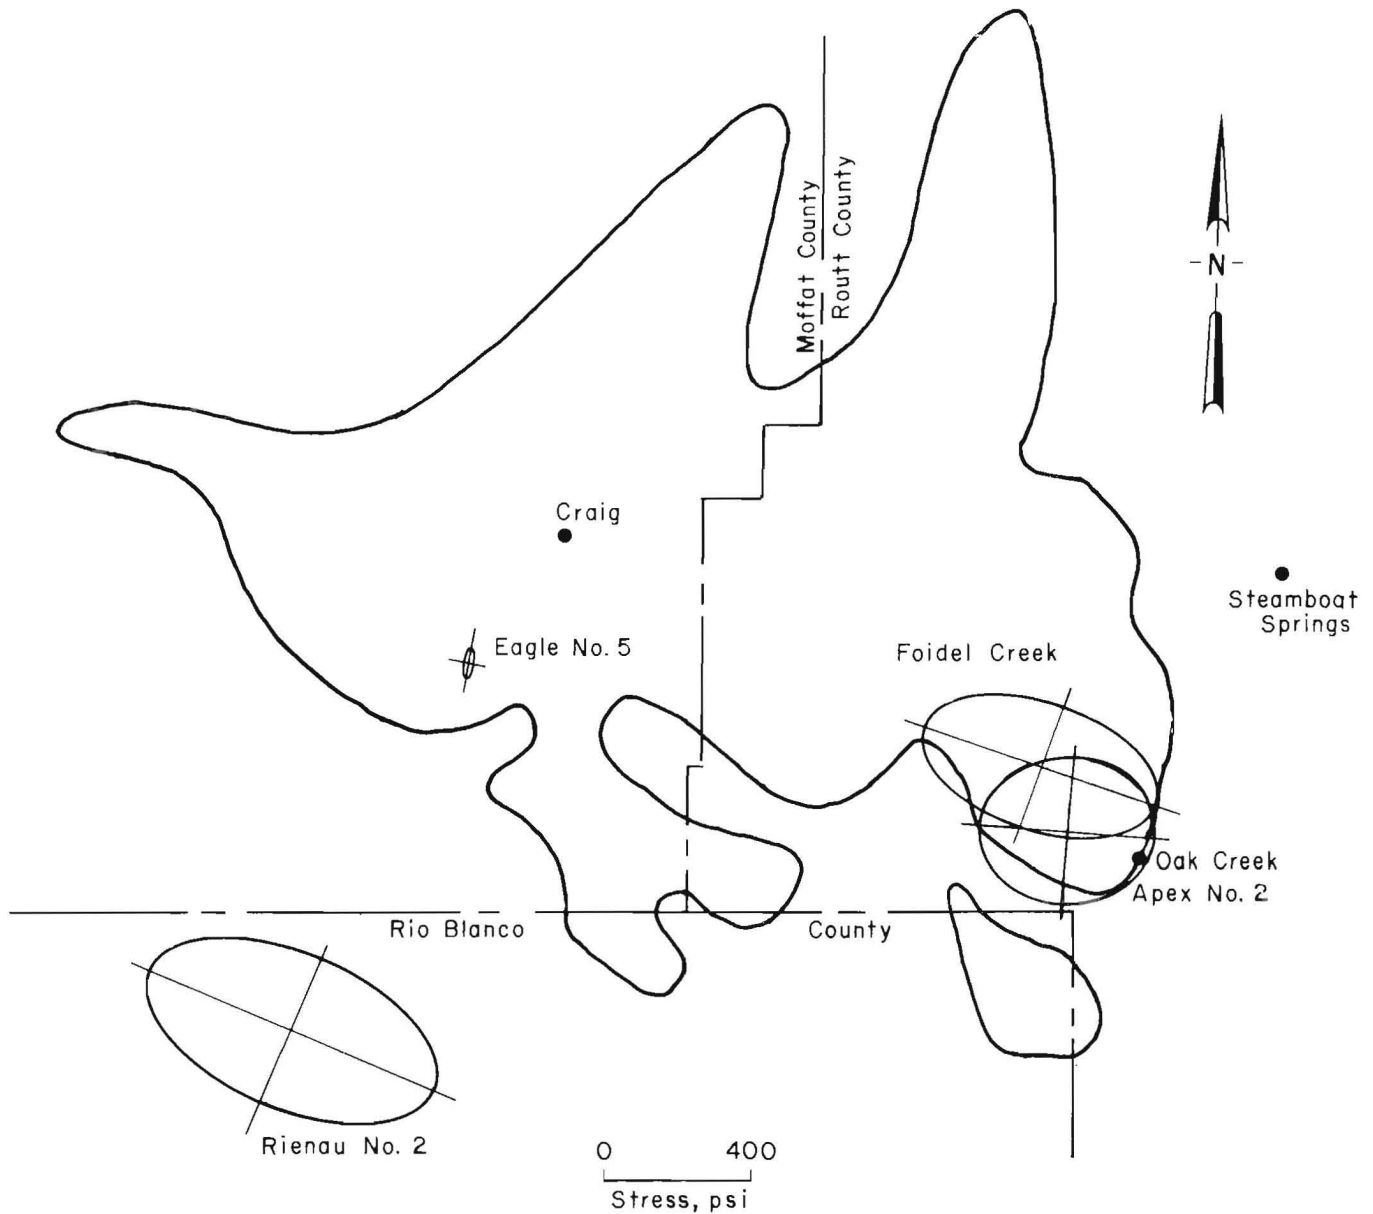 Moffat County
Routt County
N
Craig
Steamboat
Springs
Eagle No. 5
Foidel Creek
Oak Creek
Apex No. 2
Rio Blanco
County
Rienau No. 2
0
400
Stress, psi